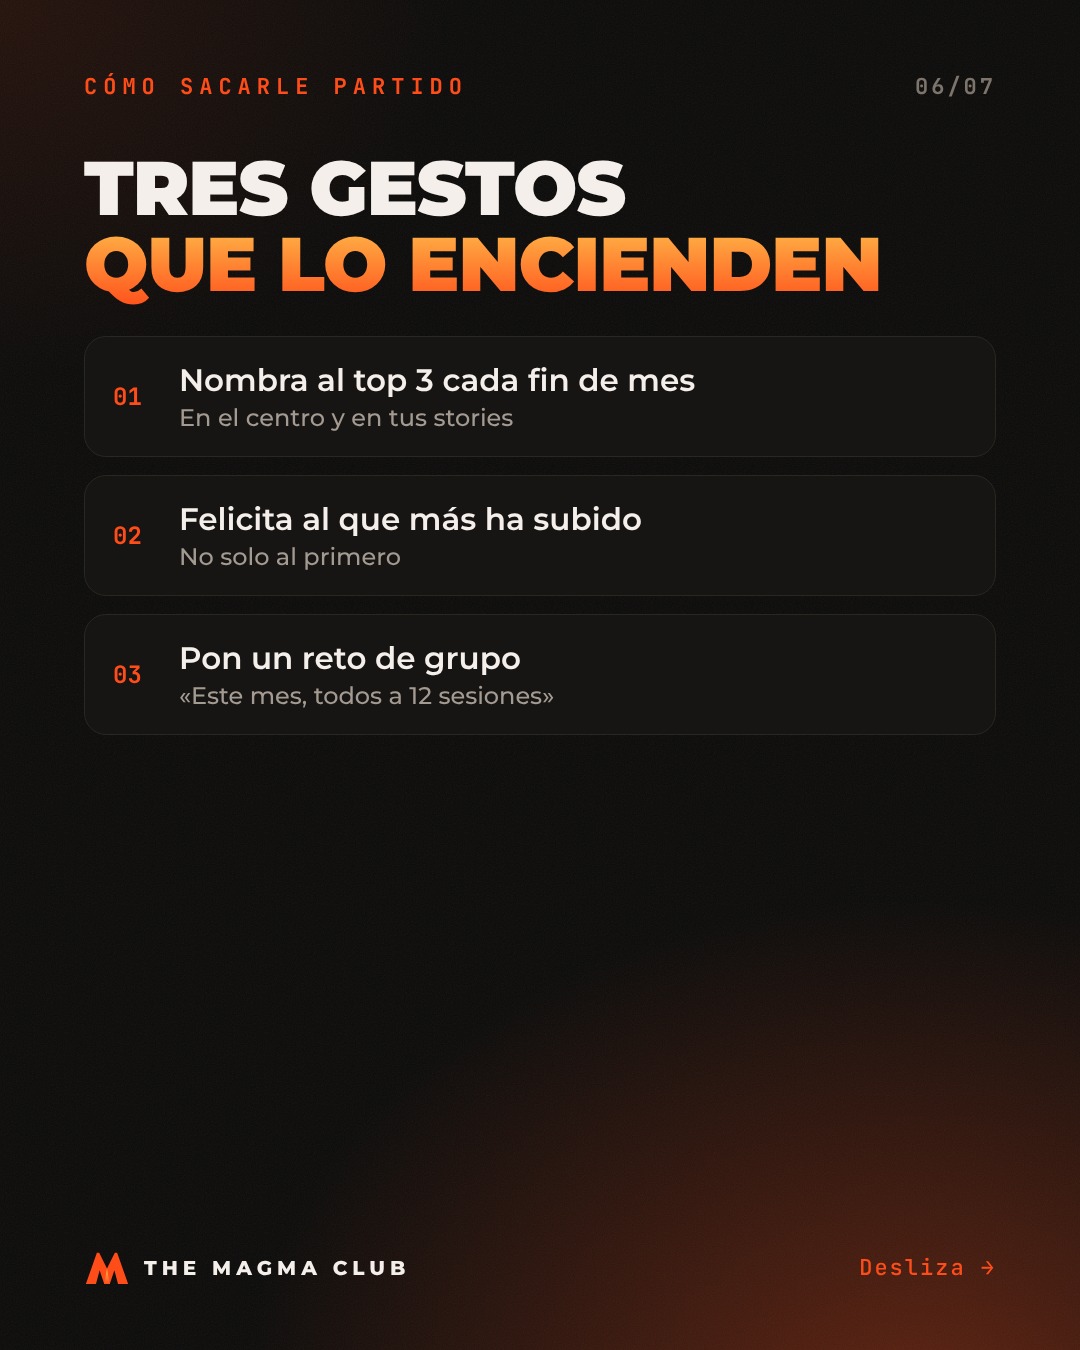 CÓMO SACARLE PARTIDO
06/07
TRES GESTOS
QUE LO ENCIENDEN
01
Nombra al top 3 cada fin de mes
En el centro y en tus stories
02
Felicita al que más ha subido
No solo al primero
03
Pon un reto de grupo
«Este mes, todos a 12 sesiones»
THE MAGMA CLUB
Desliza →